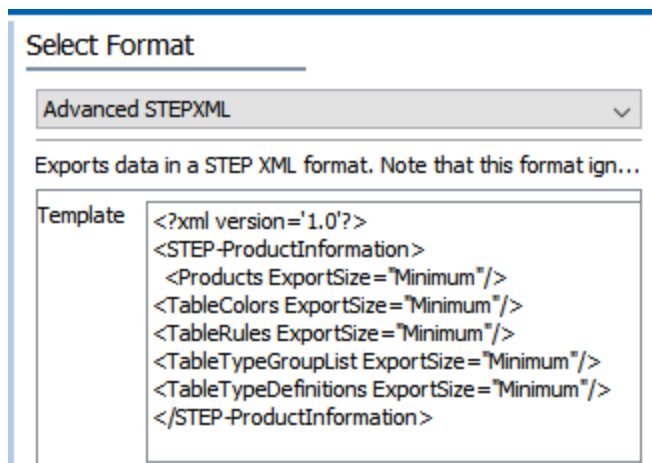 Select Format
Advanced STEPXML
Exports data in a STEP XML format. Note that this format ign...
Template
<?xml version='1.0'?>
<STEP-ProductInformation>
<Products ExportSize="Minimum"/>
<TableColors ExportSize="Minimum"/>
<TableRules ExportSize="Minimum"/>
<TableTypeGroupList ExportSize="Minimum"/>
<TableTypeDefinitions ExportSize="Minimum"/>
</STEP-ProductInformation>